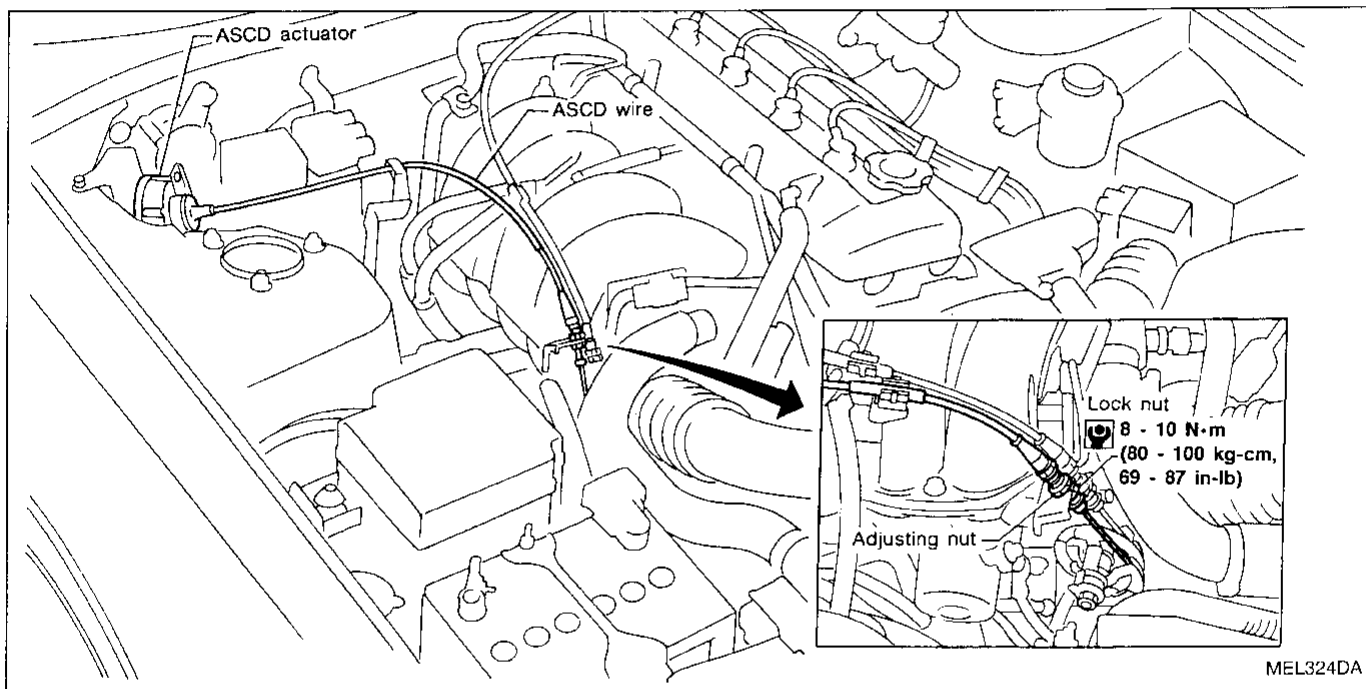 ASCD actuator
ASCD wire
Lock nut
8 - 10 N·m
(80 - 100 kg-cm,
69 - 87 in-lb)
Adjusting nut
MEL324DA